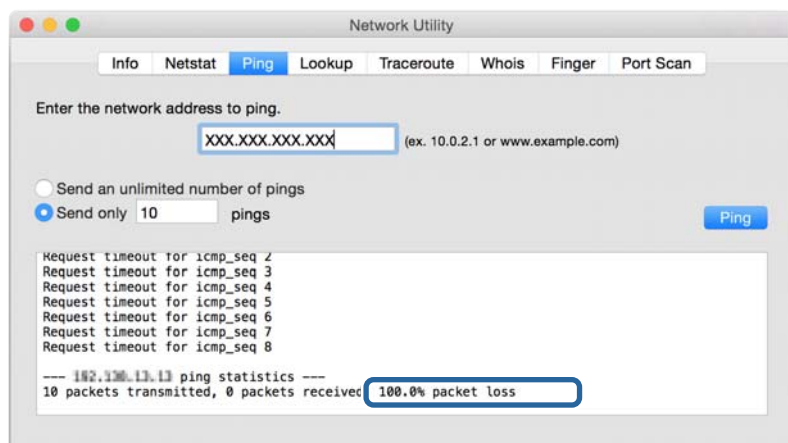 Network Utility
Info Netstat Ping Lookup Traceroute Whois Finger Port Scan
Enter the network address to ping.
XXX.XXX.XXX.XXX (ex. 10.0.2.1 or www.example.com)
Send an unlimited number of pings
Send only 10 pings
Ping
Request timeout for icmp_seq 2
Request timeout for icmp_seq 3
Request timeout for icmp_seq 4
Request timeout for icmp_seq 5
Request timeout for icmp_seq 6
Request timeout for icmp_seq 7
Request timeout for icmp_seq 8
--- ping statistics ---
10 packets transmitted, 0 packets received 100.0% packet loss